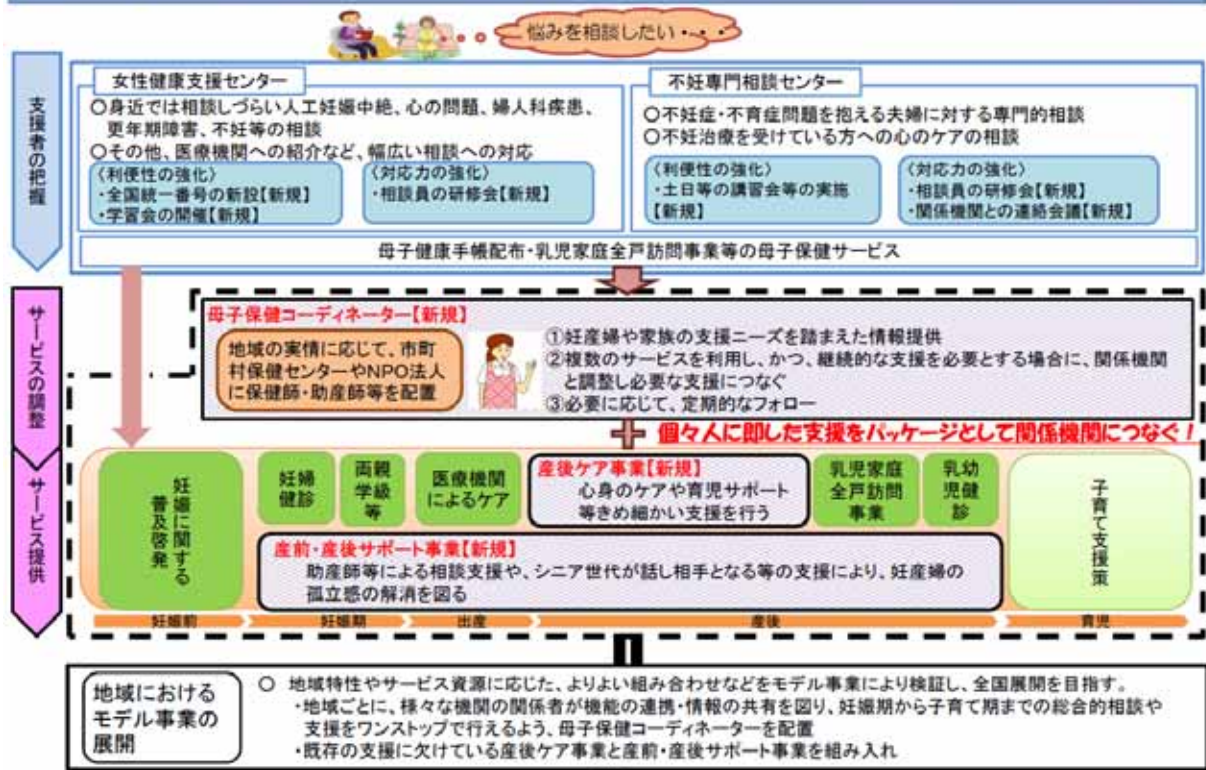 悩みを相談したい・・・
支援者の把握
女性健康支援センター
○身近では相談しづらい人工妊娠中絶、心の問題、婦人科疾患、
更年期障害、不妊等の相談
○その他、医療機関への紹介など、幅広い相談への対応
〈利便性の強化〉
・全国統一番号の新設【新規】
・学習会の開催【新規】
〈対応力の強化〉
・相談員の研修会【新規】
不妊専門相談センター
○不妊症・不育症問題を抱える夫婦に対する専門的相談
○不妊治療を受けている方への心のケアの相談
〈利便性の強化〉
・土日等の講習会等の実施
【新規】
〈対応力の強化〉
・相談員の研修会【新規】
・関係機関との連絡会議【新規】
母子健康手帳配布・乳児家庭全戸訪問事業等の母子保健サービス
サービスの調整
母子保健コーディネーター【新規】
地域の実情に応じて、市町
村保健センターやNPO法人
に保健師・助産師等を配置
①妊産婦や家族の支援ニーズを踏まえた情報提供
②複数のサービスを利用し、かつ、継続的な支援を必要とする場合に、関係機関
と調整し必要な支援につなぐ
③必要に応じて、定期的なフォロー
個々人に即した支援をパッケージとして関係機関につなぐ！
サービス提供
妊娠に関する
普及啓発
妊婦
健診
両親
学級
等
医療機関
によるケア
産後ケア事業【新規】
心身のケアや育児サポート
等きめ細かい支援を行う
乳児家庭
全戸訪問
事業
乳幼
児健
診
子育て支援策
産前・産後サポート事業【新規】
助産師等による相談支援や、シニア世代が話し相手となる等の支援により、妊産婦の
孤立感の解消を図る
妊娠前
妊娠期
出産
産後
育児
地域における
モデル事業の
展開
○ 地域特性やサービス資源に応じた、よりよい組み合わせなどをモデル事業により検証し、全国展開を目指す。
・地域ごとに、様々な機関の関係者が機能の連携・情報の共有を図り、妊娠期から子育て期までの総合的相談や
支援をワンストップで行えるよう、母子保健コーディネーターを配置
・既存の支援に欠けている産後ケア事業と産前・産後サポート事業を組み入れ